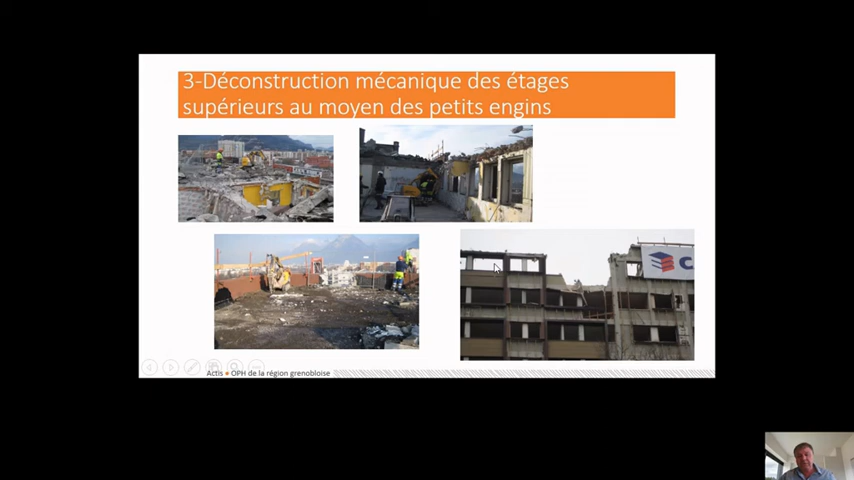 3-Déconstruction mécanique des étages
supérieurs au moyen des petits engins
C
Actis • OPH de la région grenobloise